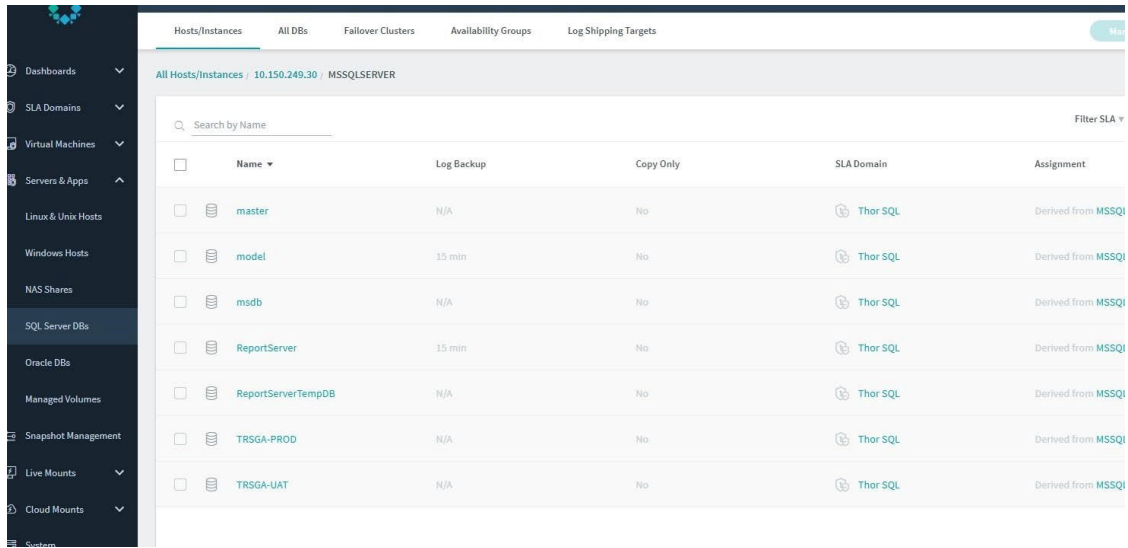 Hosts/Instances All DBs Failover Clusters Availability Groups Log Shipping Targets
Dashboards
SLA Domains
Virtual Machines
Servers & Apps
Linux & Unix Hosts
Windows Hosts
NAS Shares
SQL Server DBs
Oracle DBs
Managed Volumes
Snapshot Management
Live Mounts
Cloud Mounts
System
All Hosts/Instances / 10.150.249.30 / MSSQLSERVER
Search by Name Filter SLA
Name Log Backup Copy Only SLA Domain Assignment
master N/A No Thor SQL Derived from MSSQL
model 15 min No Thor SQL Derived from MSSQL
msdb N/A No Thor SQL Derived from MSSQL
ReportServer 15 min No Thor SQL Derived from MSSQL
ReportServerTempDB N/A No Thor SQL Derived from MSSQL
TRSGA-PROD N/A No Thor SQL Derived from MSSQL
TRSGA-UAT N/A No Thor SQL Derived from MSSQL